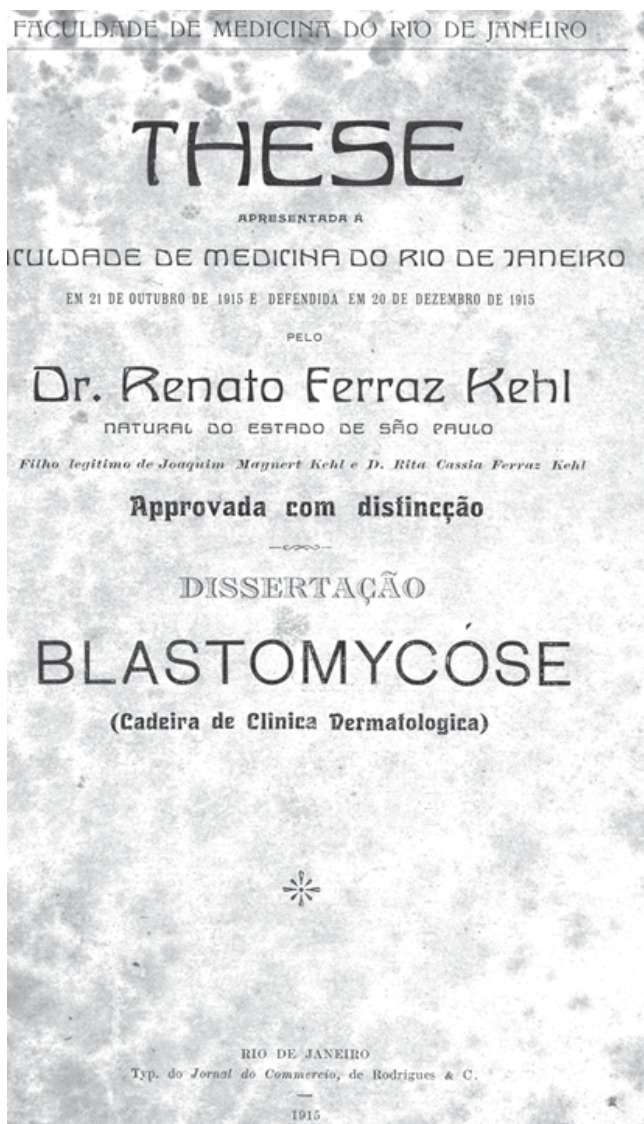 FACULDADE DE MEDICINA DO RIO DE JANEIRO
THESE
APRESENTADA Á
ACULDADE DE MEDICINA DO RIO DE JANEIRO
EM 21 DE OUTUBRO DE 1915 E DEFENDIDA EM 20 DE DEZEMBRO DE 1915
PELO
Dr. Renato Ferraz Kehl
NATURAL DO ESTADO DE SÃO PAULO
Filho legitimo de Joaquim Maynert Kehl e D. Rita Cassia Ferraz Kehl
Approvada com distincção
DISSERTAÇÃO
BLASTOMYCÓSE
(Cadeira de Clinica Dermatologica)
RIO DE JANEIRO
Typ. do Jornal do Commercio, de Rodrigues & C.
1915